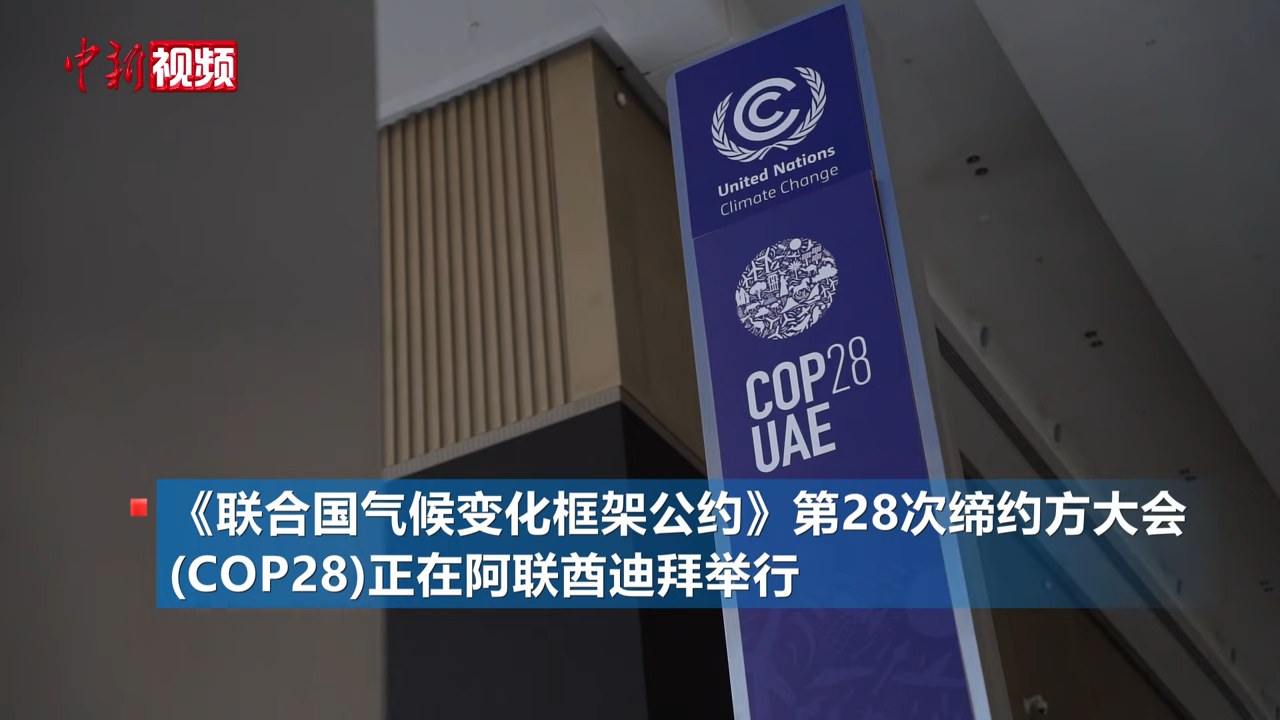 中新视频
United Nations
Climate Change
COP28
UAE
《联合国气候变化框架公约》第28次缔约方大会
(COP28)正在阿联酋迪拜举行